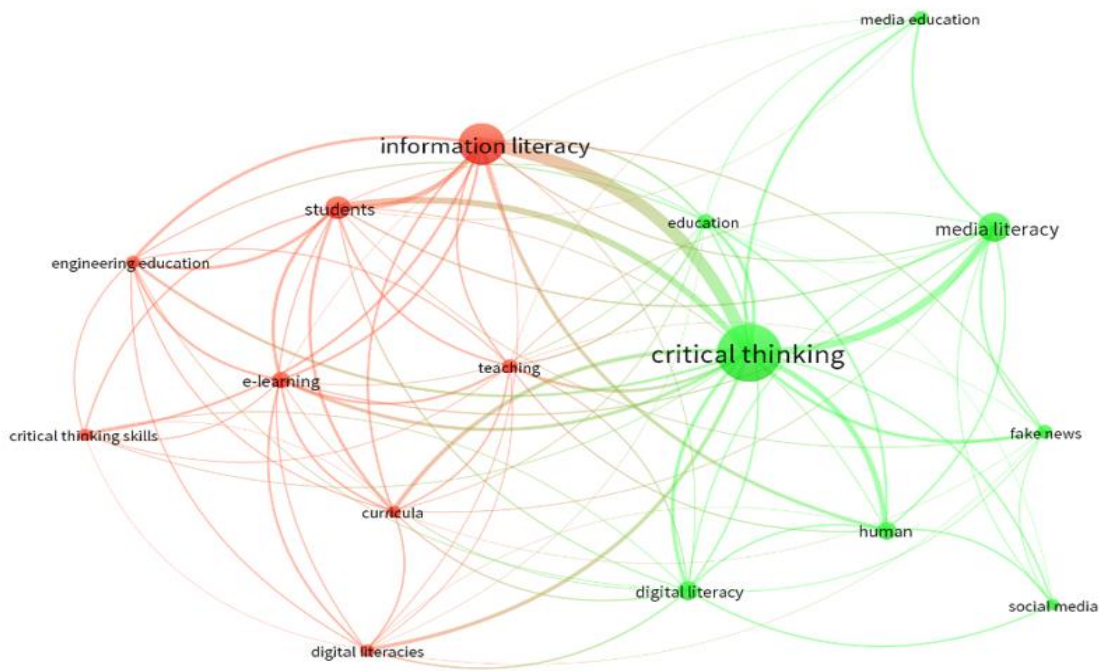 media education
information literacy
students
education
media literacy
engineering education
critical thinking
teaching
e-learning
critical thinking skills
fake news
curricula
human
digital literacy
social media
digital literacies